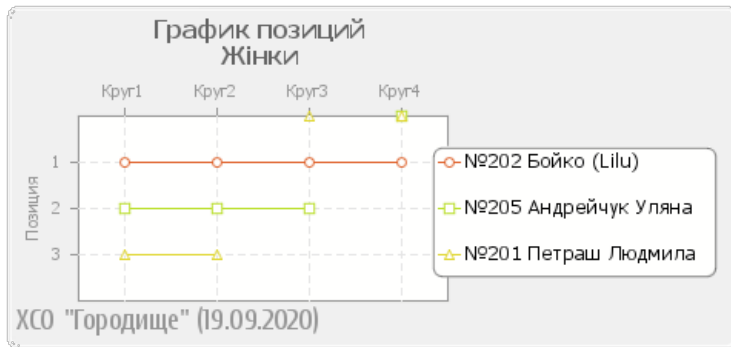 График позиций
Жінки
Круг1 Круг2 Круг3 Круг4
Позиция
1
2
3
№202 Бойко (Lilu)
№205 Андрейчук Уляна
№201 Петраш Людмила
ХСО "Городище" (19.09.2020)